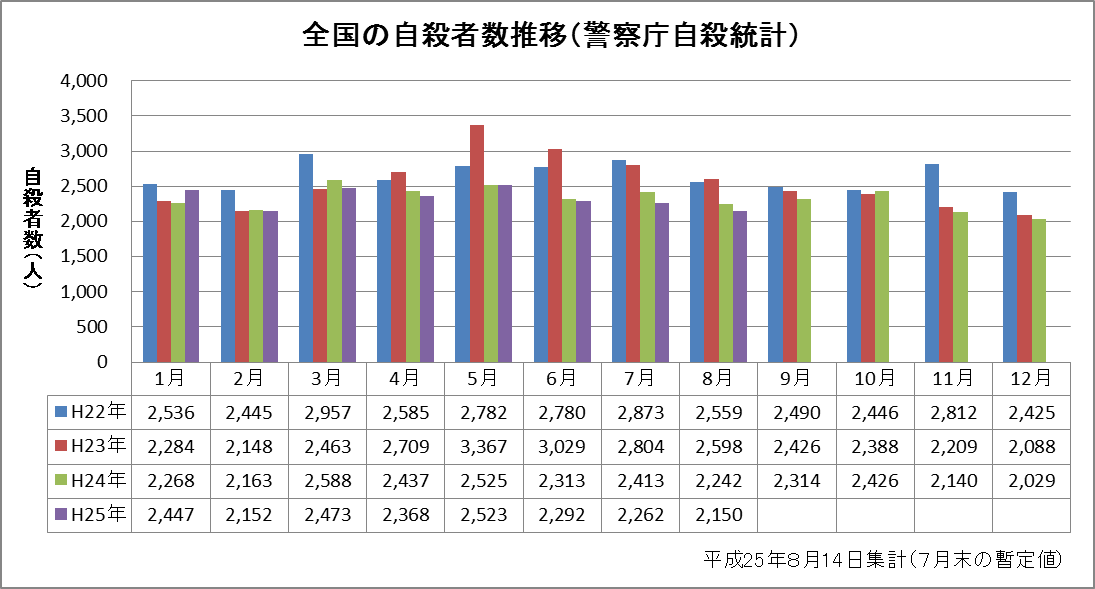 全国の自殺者数推移(警察庁自殺統計)
自殺者数(人)
4,000
3,500
3,000
2,500
2,000
1,500
1,000
500
0
1月 2月 3月 4月 5月 6月 7月 8月 9月 10月 11月 12月
H22年 2,536 2,445 2,957 2,585 2,782 2,780 2,873 2,559 2,490 2,446 2,812 2,425
H23年 2,284 2,148 2,463 2,709 3,367 3,029 2,804 2,598 2,426 2,388 2,209 2,088
H24年 2,268 2,163 2,588 2,437 2,525 2,313 2,413 2,242 2,314 2,426 2,140 2,029
H25年 2,447 2,152 2,473 2,368 2,523 2,292 2,262 2,150
平成25年8月14日集計(7月末の暫定値)